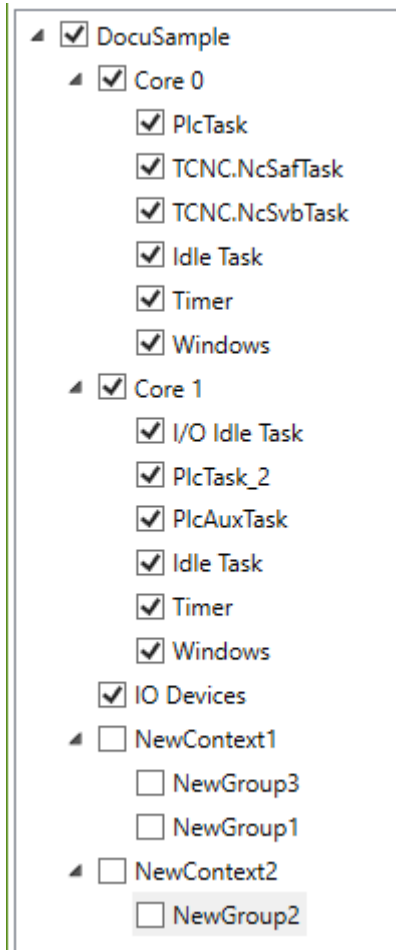 DocuSample
Core 0
PlcTask
TCNC.NcSafTask
TCNC.NcSvbTask
Idle Task
Timer
Windows
Core 1
I/O Idle Task
PlcTask_2
PlcAuxTask
Idle Task
Timer
Windows
IO Devices
NewContext1
NewGroup3
NewGroup1
NewContext2
NewGroup2